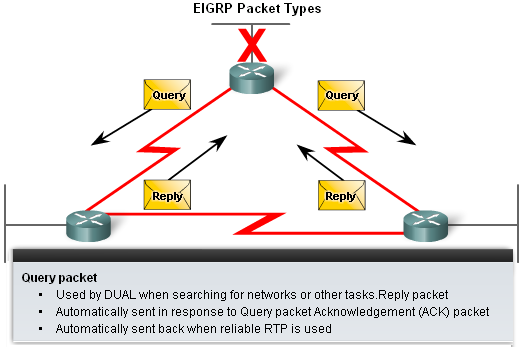 EIGRP Packet Types
Query
Query
Reply
Reply
Query packet
Used by DUAL when searching for networks or other tasks.Reply packet
Automatically sent in response to Query packet Acknowledgement (ACK) packet
Automatically sent back when reliable RTP is used